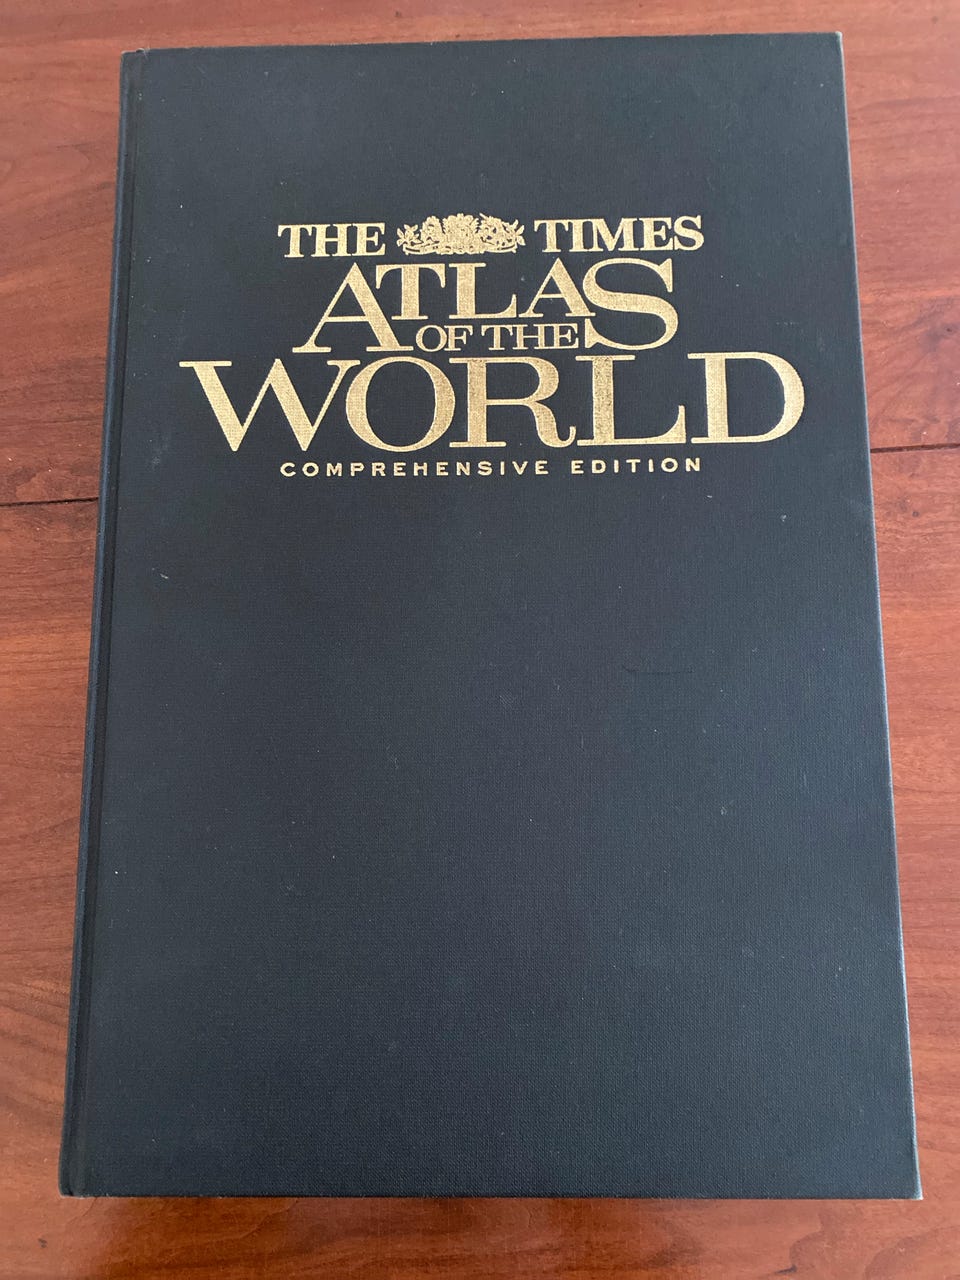 THE TIMES
ATLAS
OF THE
WORLD
COMPREHENSIVE EDITION